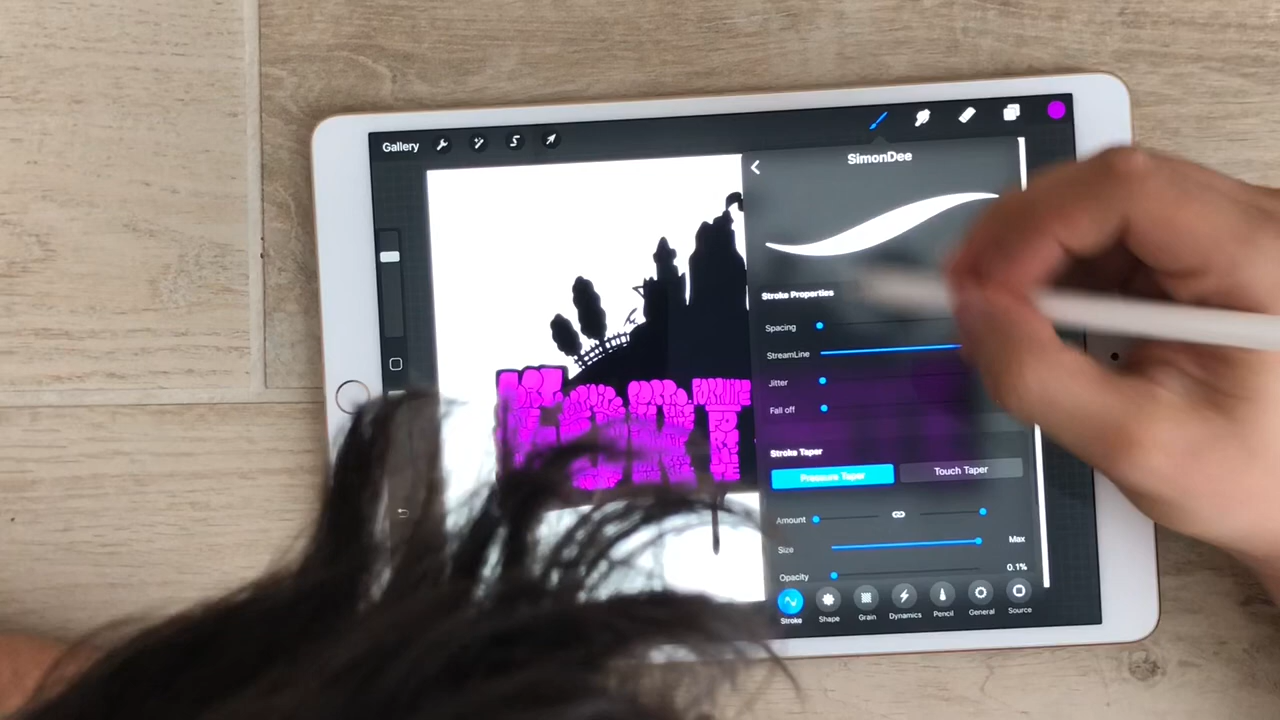 Gallery
SimonDee
Stroke Properties
Spacing
StreamLine
Jitter
Fall off
Stroke Taper
Pressure Taper
Touch Taper
Amount
Size
Max
Opacity
0.1%
Stroke
Shape
Grain
Dynamics
Pencil
General
Source